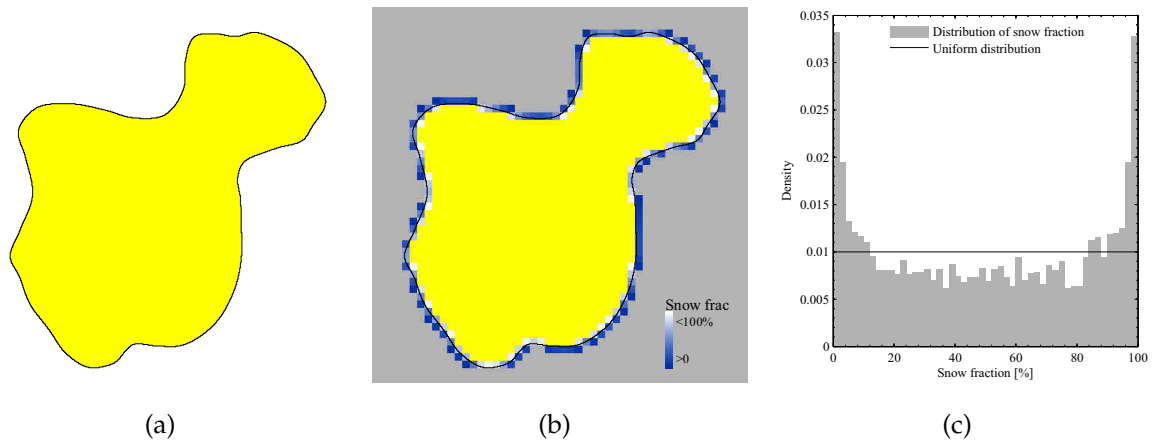 Snow frac
<100%
>0
0.035
0.03
0.025
0.02
0.015
0.01
0.005
0
Density
Distribution of snow fraction
Uniform distribution
0 20 40 60 80 100
Snow fraction [%]
(a) (b) (c)